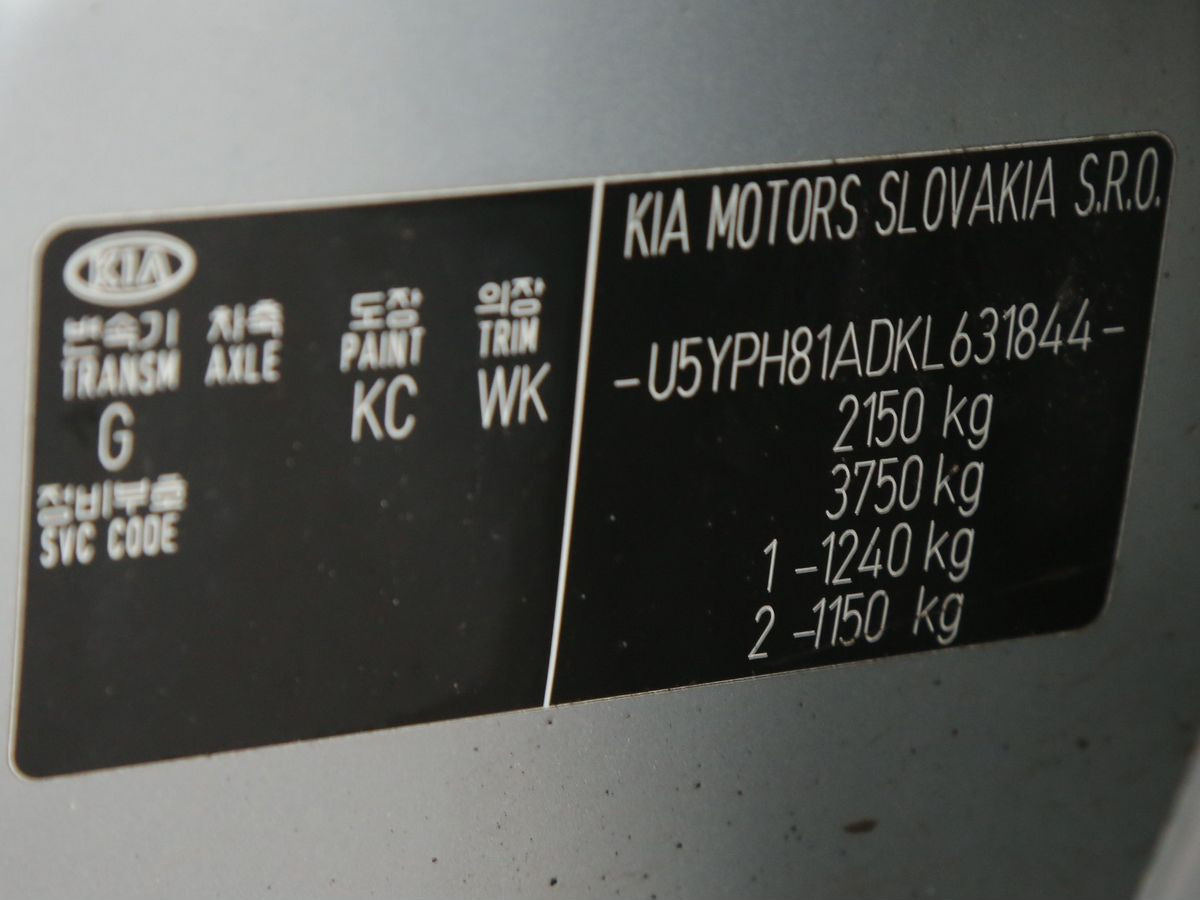 KIA
변속기 차축 도장 의장
TRANSM AXLE PAINT TRIM
G KC WK
정비부호
SVC CODE
KIA MOTORS SLOVAKIA S.R.O.
-U5YPH81ADKL631844-
2150 kg
3750 kg
1 -1240 kg
2 -1150 kg